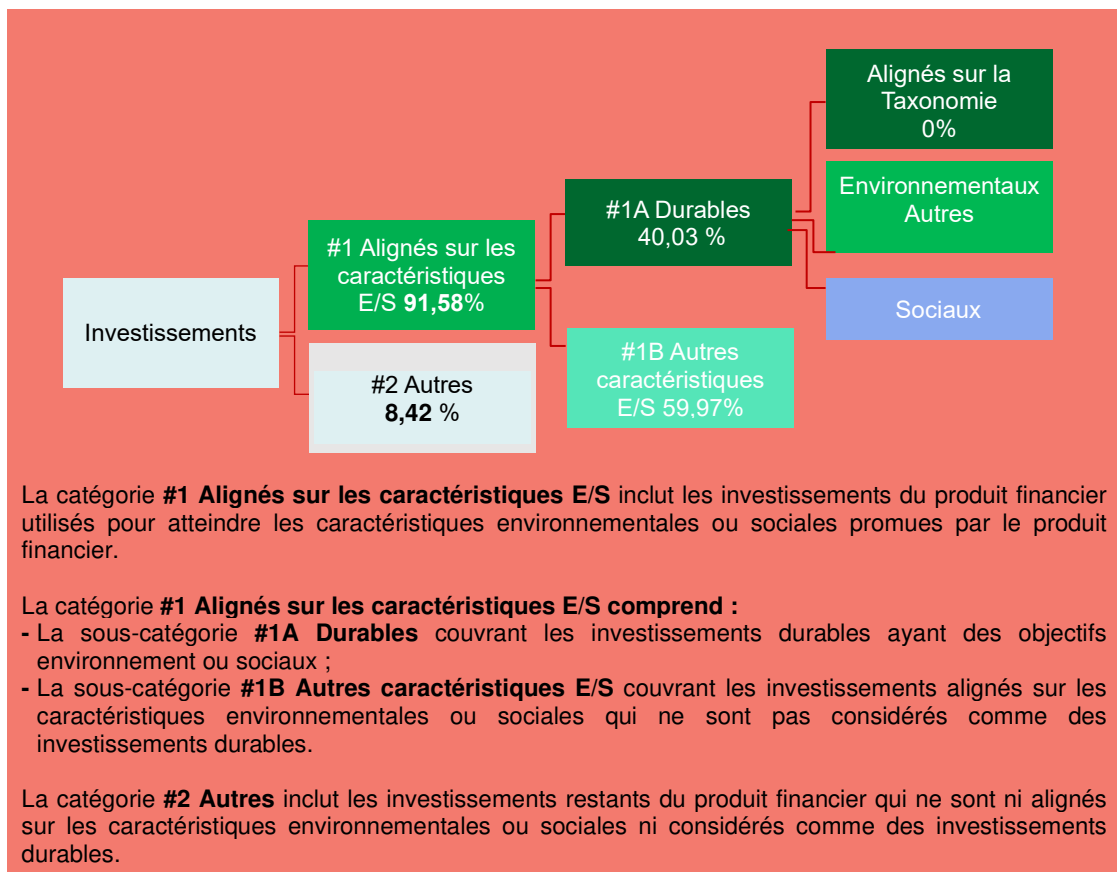 Alignés sur la
Taxonomie
0%
Environnementaux
Autres
#1A Durables
40,03 %
#1 Alignés sur les
caractéristiques
E/S 91,58%
Sociaux
Investissements
#1B Autres
caractéristiques
E/S 59,97%
#2 Autres
8,42 %
La catégorie #1 Alignés sur les caractéristiques E/S inclut les investissements du produit financier
utilisés pour atteindre les caractéristiques environnementales ou sociales promues par le produit
financier.
La catégorie #1 Alignés sur les caractéristiques E/S comprend :
- La sous-catégorie #1A Durables couvrant les investissements durables ayant des objectifs
environnement ou sociaux ;
- La sous-catégorie #1B Autres caractéristiques E/S couvrant les investissements alignés sur les
caractéristiques environnementales ou sociales qui ne sont pas considérés comme des
investissements durables.
La catégorie #2 Autres inclut les investissements restants du produit financier qui ne sont ni alignés
sur les caractéristiques environnementales ou sociales ni considérés comme des investissements
durables.